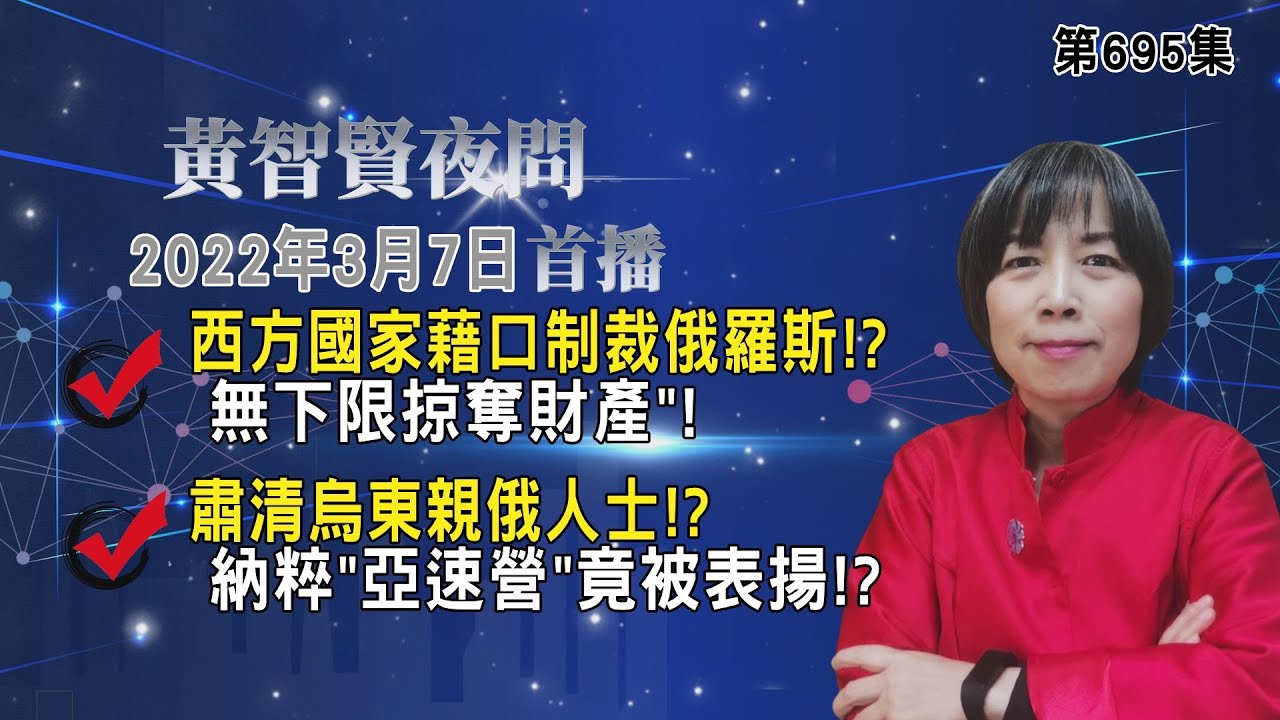 第695集
黃智賢夜問
2022年3月7日首播
西方國家藉口制裁俄羅斯!?
無下限掠奪財產"!
肅清烏東親俄人士!?
納粹"亞速營"竟被表揚!?